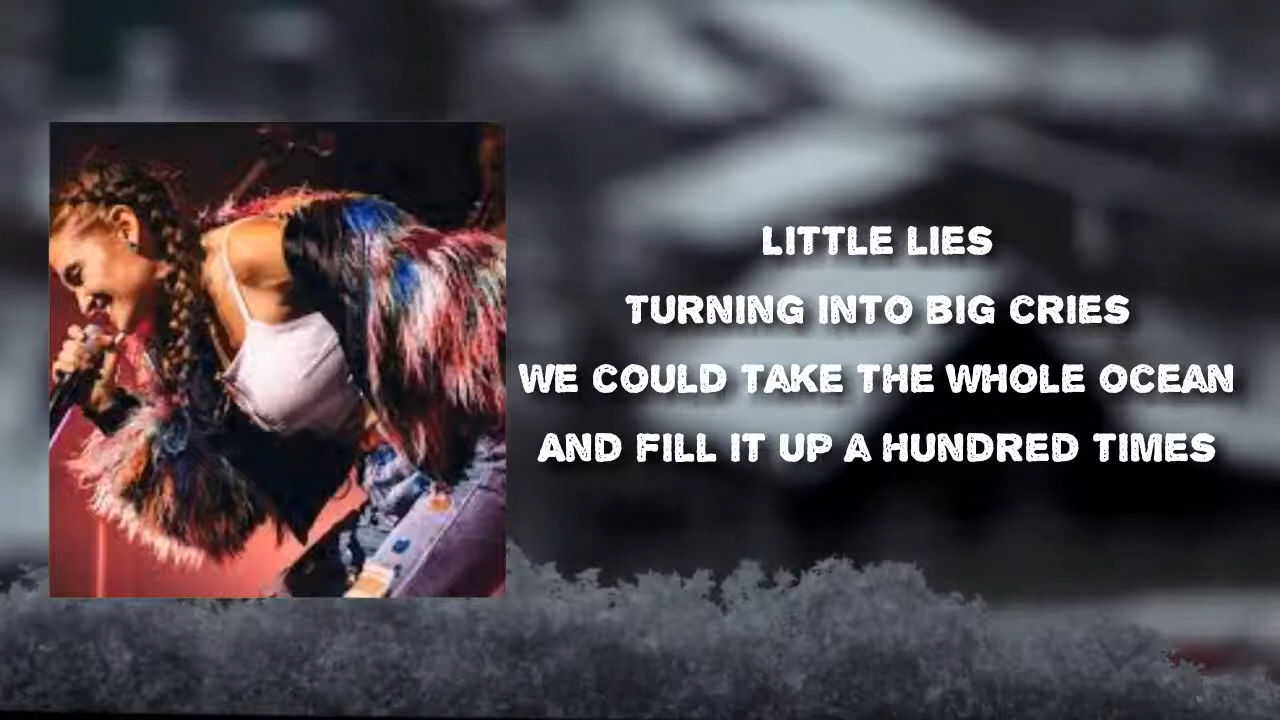 LITTLE LIES
TURNING INTO BIG CRIES
WE COULD TAKE THE WHOLE OCEAN
AND FILL IT UP A HUNDRED TIMES